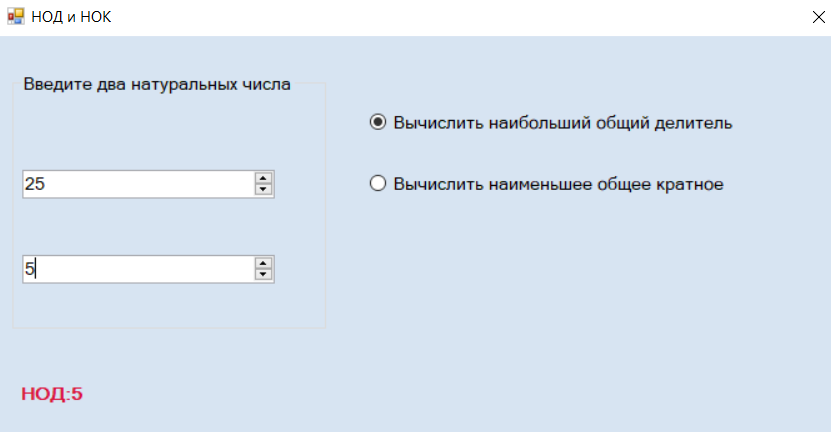 НОД и НОК
Введите два натуральных числа
25
5
Вычислить наибольший общий делитель
Вычислить наименьшее общее кратное
НОД:5